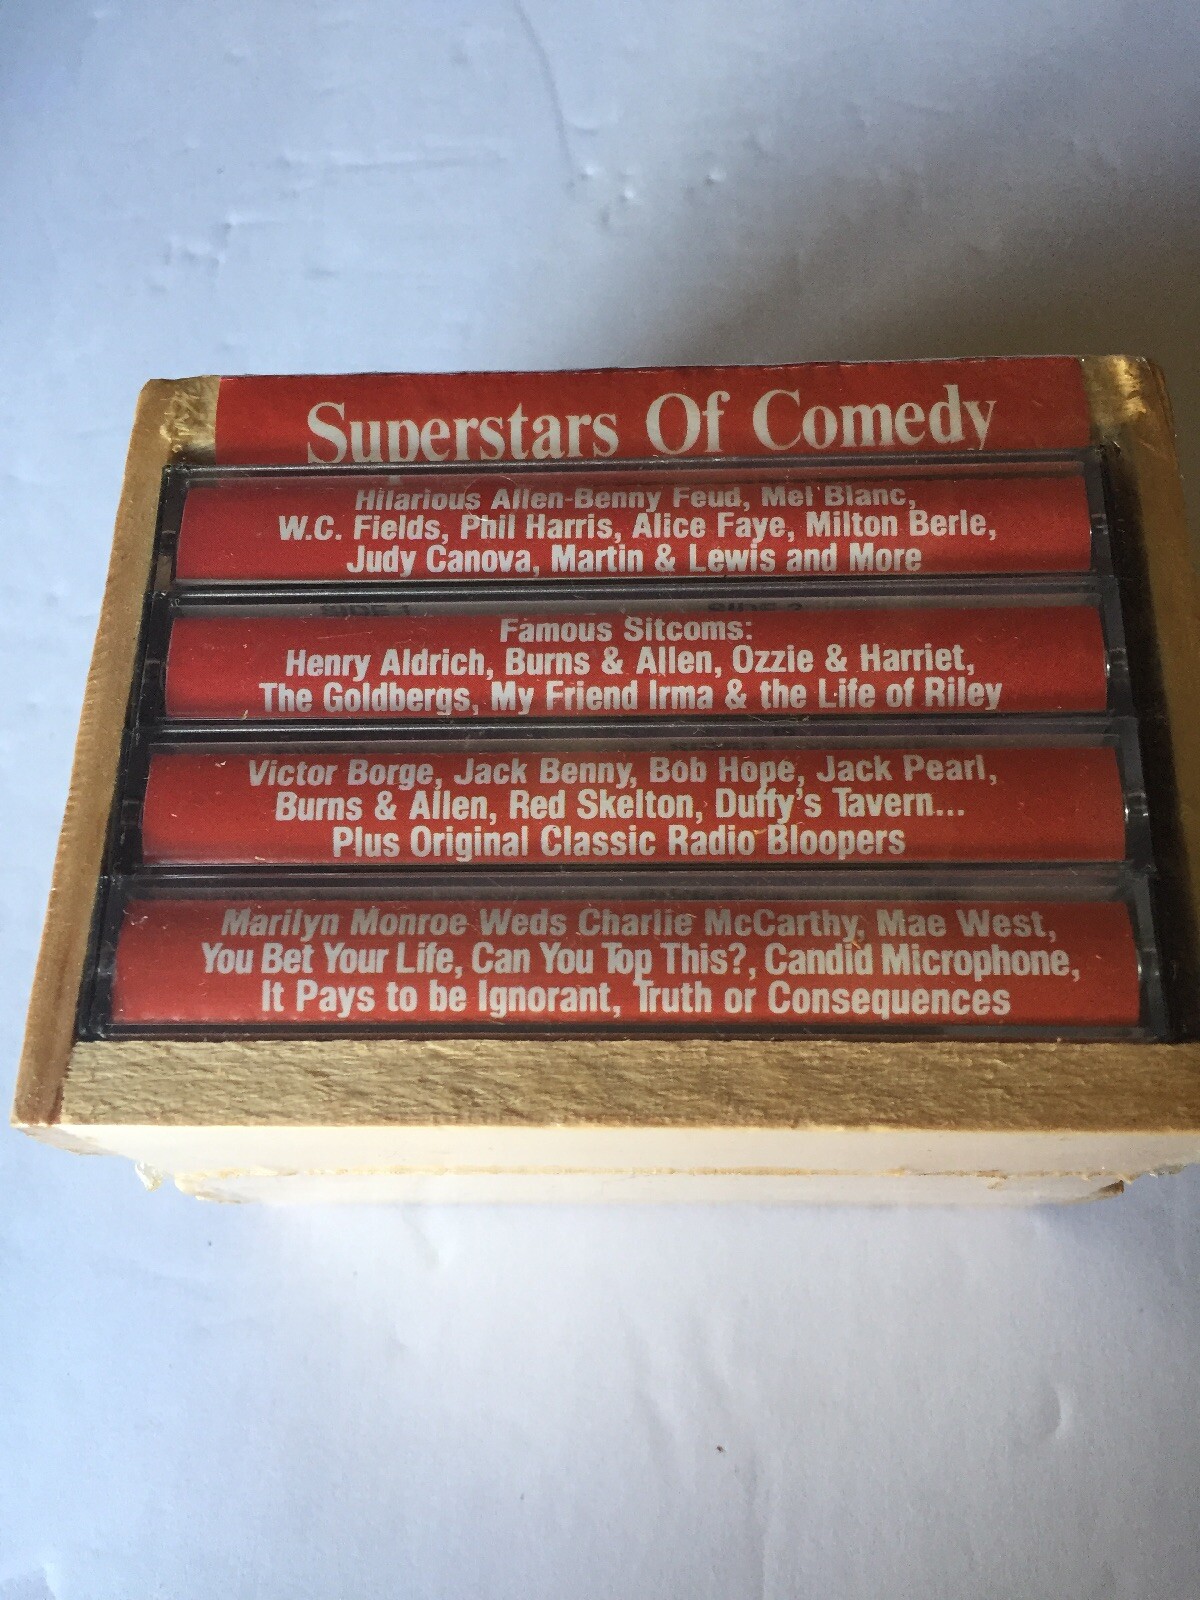 Superstars Of Comedy
Hilarious Allen-Benny Feud, Mel Blanc,
W.C. Fields, Phil Harris, Alice Faye, Milton Berle,
Judy Canova, Martin & Lewis and More
SIDE 1 SIDE 2
Famous Sitcoms:
Henry Aldrich, Burns & Allen, Ozzie & Harriet,
The Goldbergs, My Friend Irma & the Life of Riley
Victor Borge, Jack Benny, Bob Hope, Jack Pearl,
Burns & Allen, Red Skelton, Duffy's Tavern...
Plus Original Classic Radio Bloopers
Marilyn Monroe Weds Charlie McCarthy, Mae West,
You Bet Your Life, Can You Top This?, Candid Microphone,
It Pays to be Ignorant, Truth or Consequences